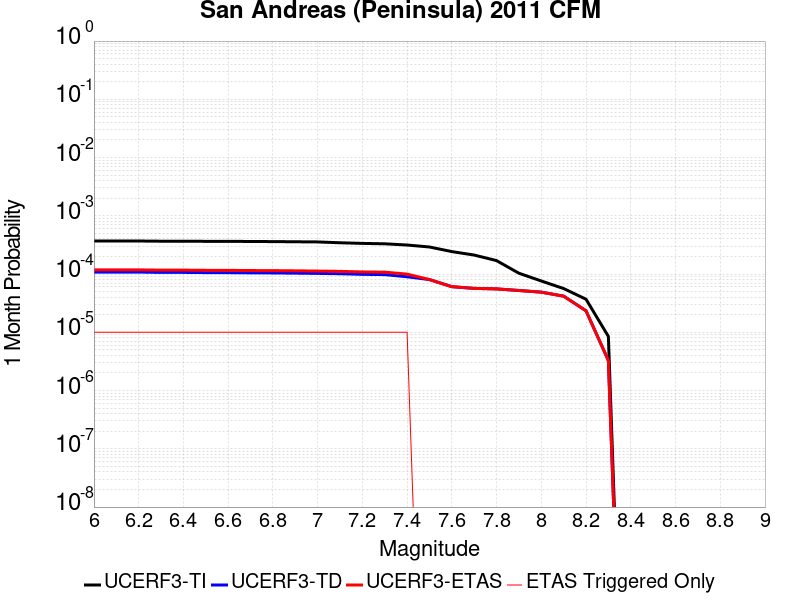 San Andreas (Peninsula) 2011 CFM
10^0
10^-1
10^-2
10^-3
10^-4
10^-5
10^-6
10^-7
10^-8
1 Month Probability
6 6.2 6.4 6.6 6.8 7 7.2 7.4 7.6 7.8 8 8.2 8.4 8.6 8.8 9
Magnitude
UCERF3-TI UCERF3-TD UCERF3-ETAS ETAS Triggered Only